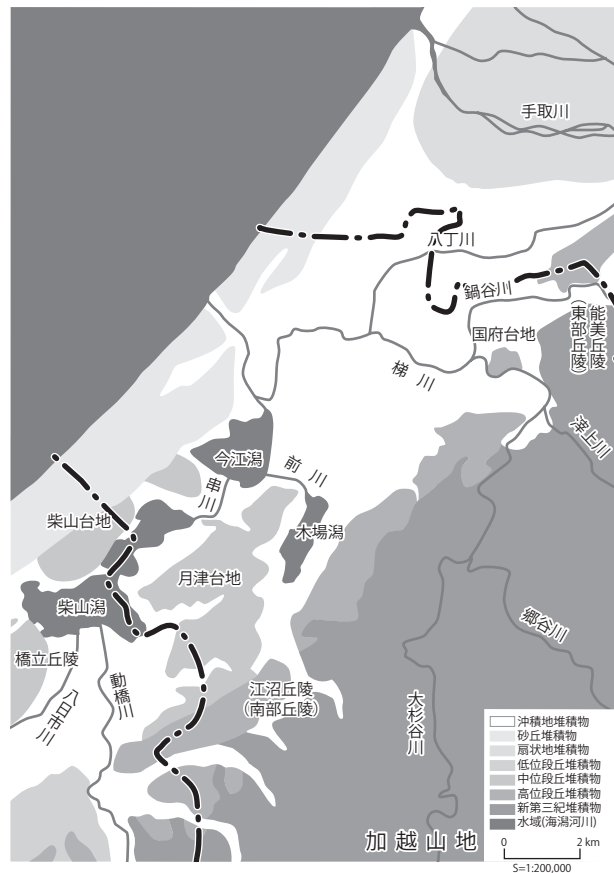 手取川
八丁川
鍋谷川
能美丘陵
(東部丘陵)
国府台地
梯川
滓上川
今江潟
前川
串川
木場潟
柴山台地
月津台地
柴山潟
郷谷川
橋立丘陵
動橋川
八日市川
江沼丘陵
(南部丘陵)
大杉谷川
加越山地
沖積地堆積物
砂丘堆積物
扇状地堆積物
低位段丘堆積物
中位段丘堆積物
高位段丘堆積物
新第三紀堆積物
水域(海潟河川)
0 2 km
S=1:200,000